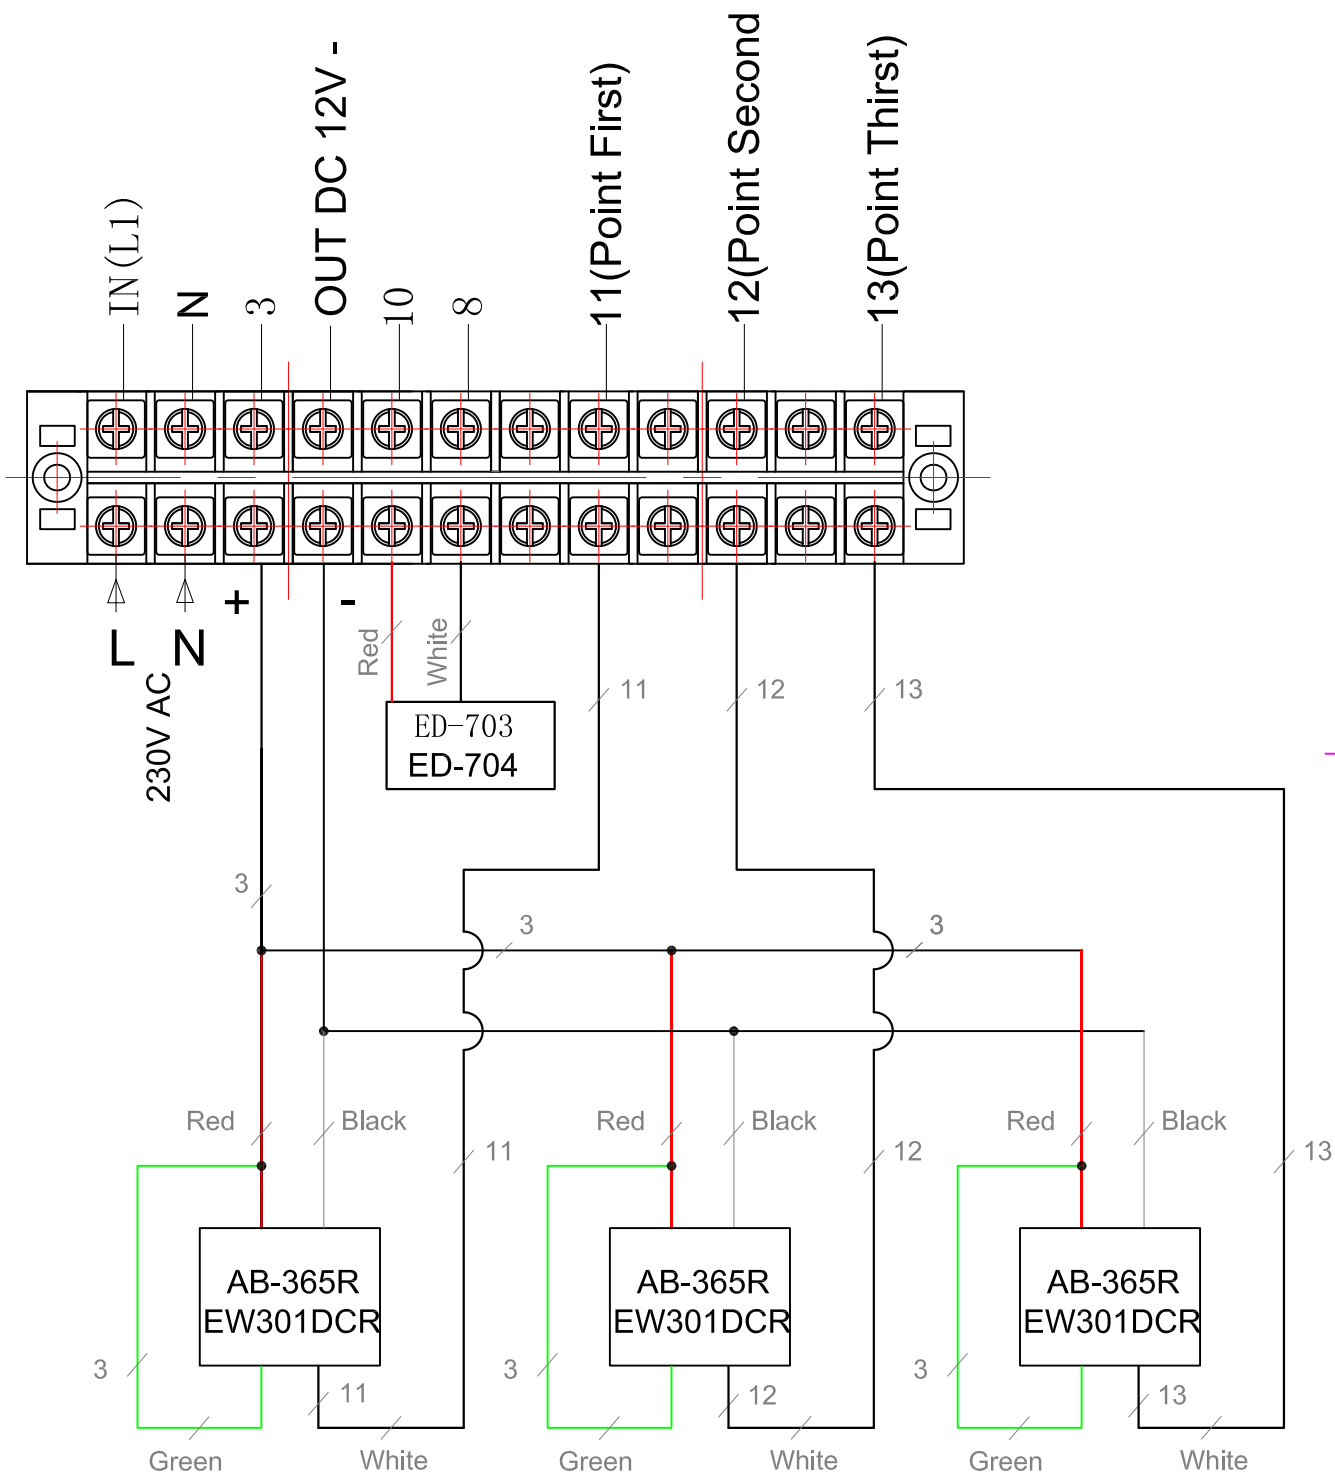 IN(L1)
N
3
OUT DC 12V -
10
8
11(Point First)
12(Point Second
13(Point Thirst)
+
-
L
N
230V AC
Red
White
ED-703
ED-704
11
12
13
3
3
3
Red
Black
11
Red
Black
12
Red
Black
13
AB-365R
EW301DCR
AB-365R
EW301DCR
AB-365R
EW301DCR
3
11
3
12
3
13
Green
White
Green
White
Green
White